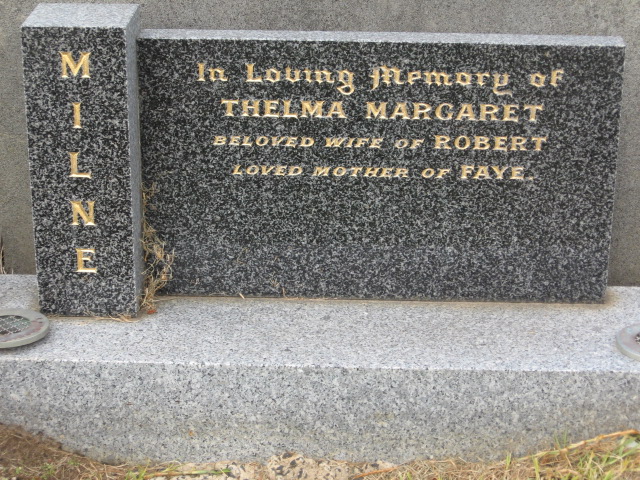 MILNE
In Loving Memory of
THELMA MARGARET
BELOVED WIFE OF ROBERT
LOVED MOTHER OF FAYE.